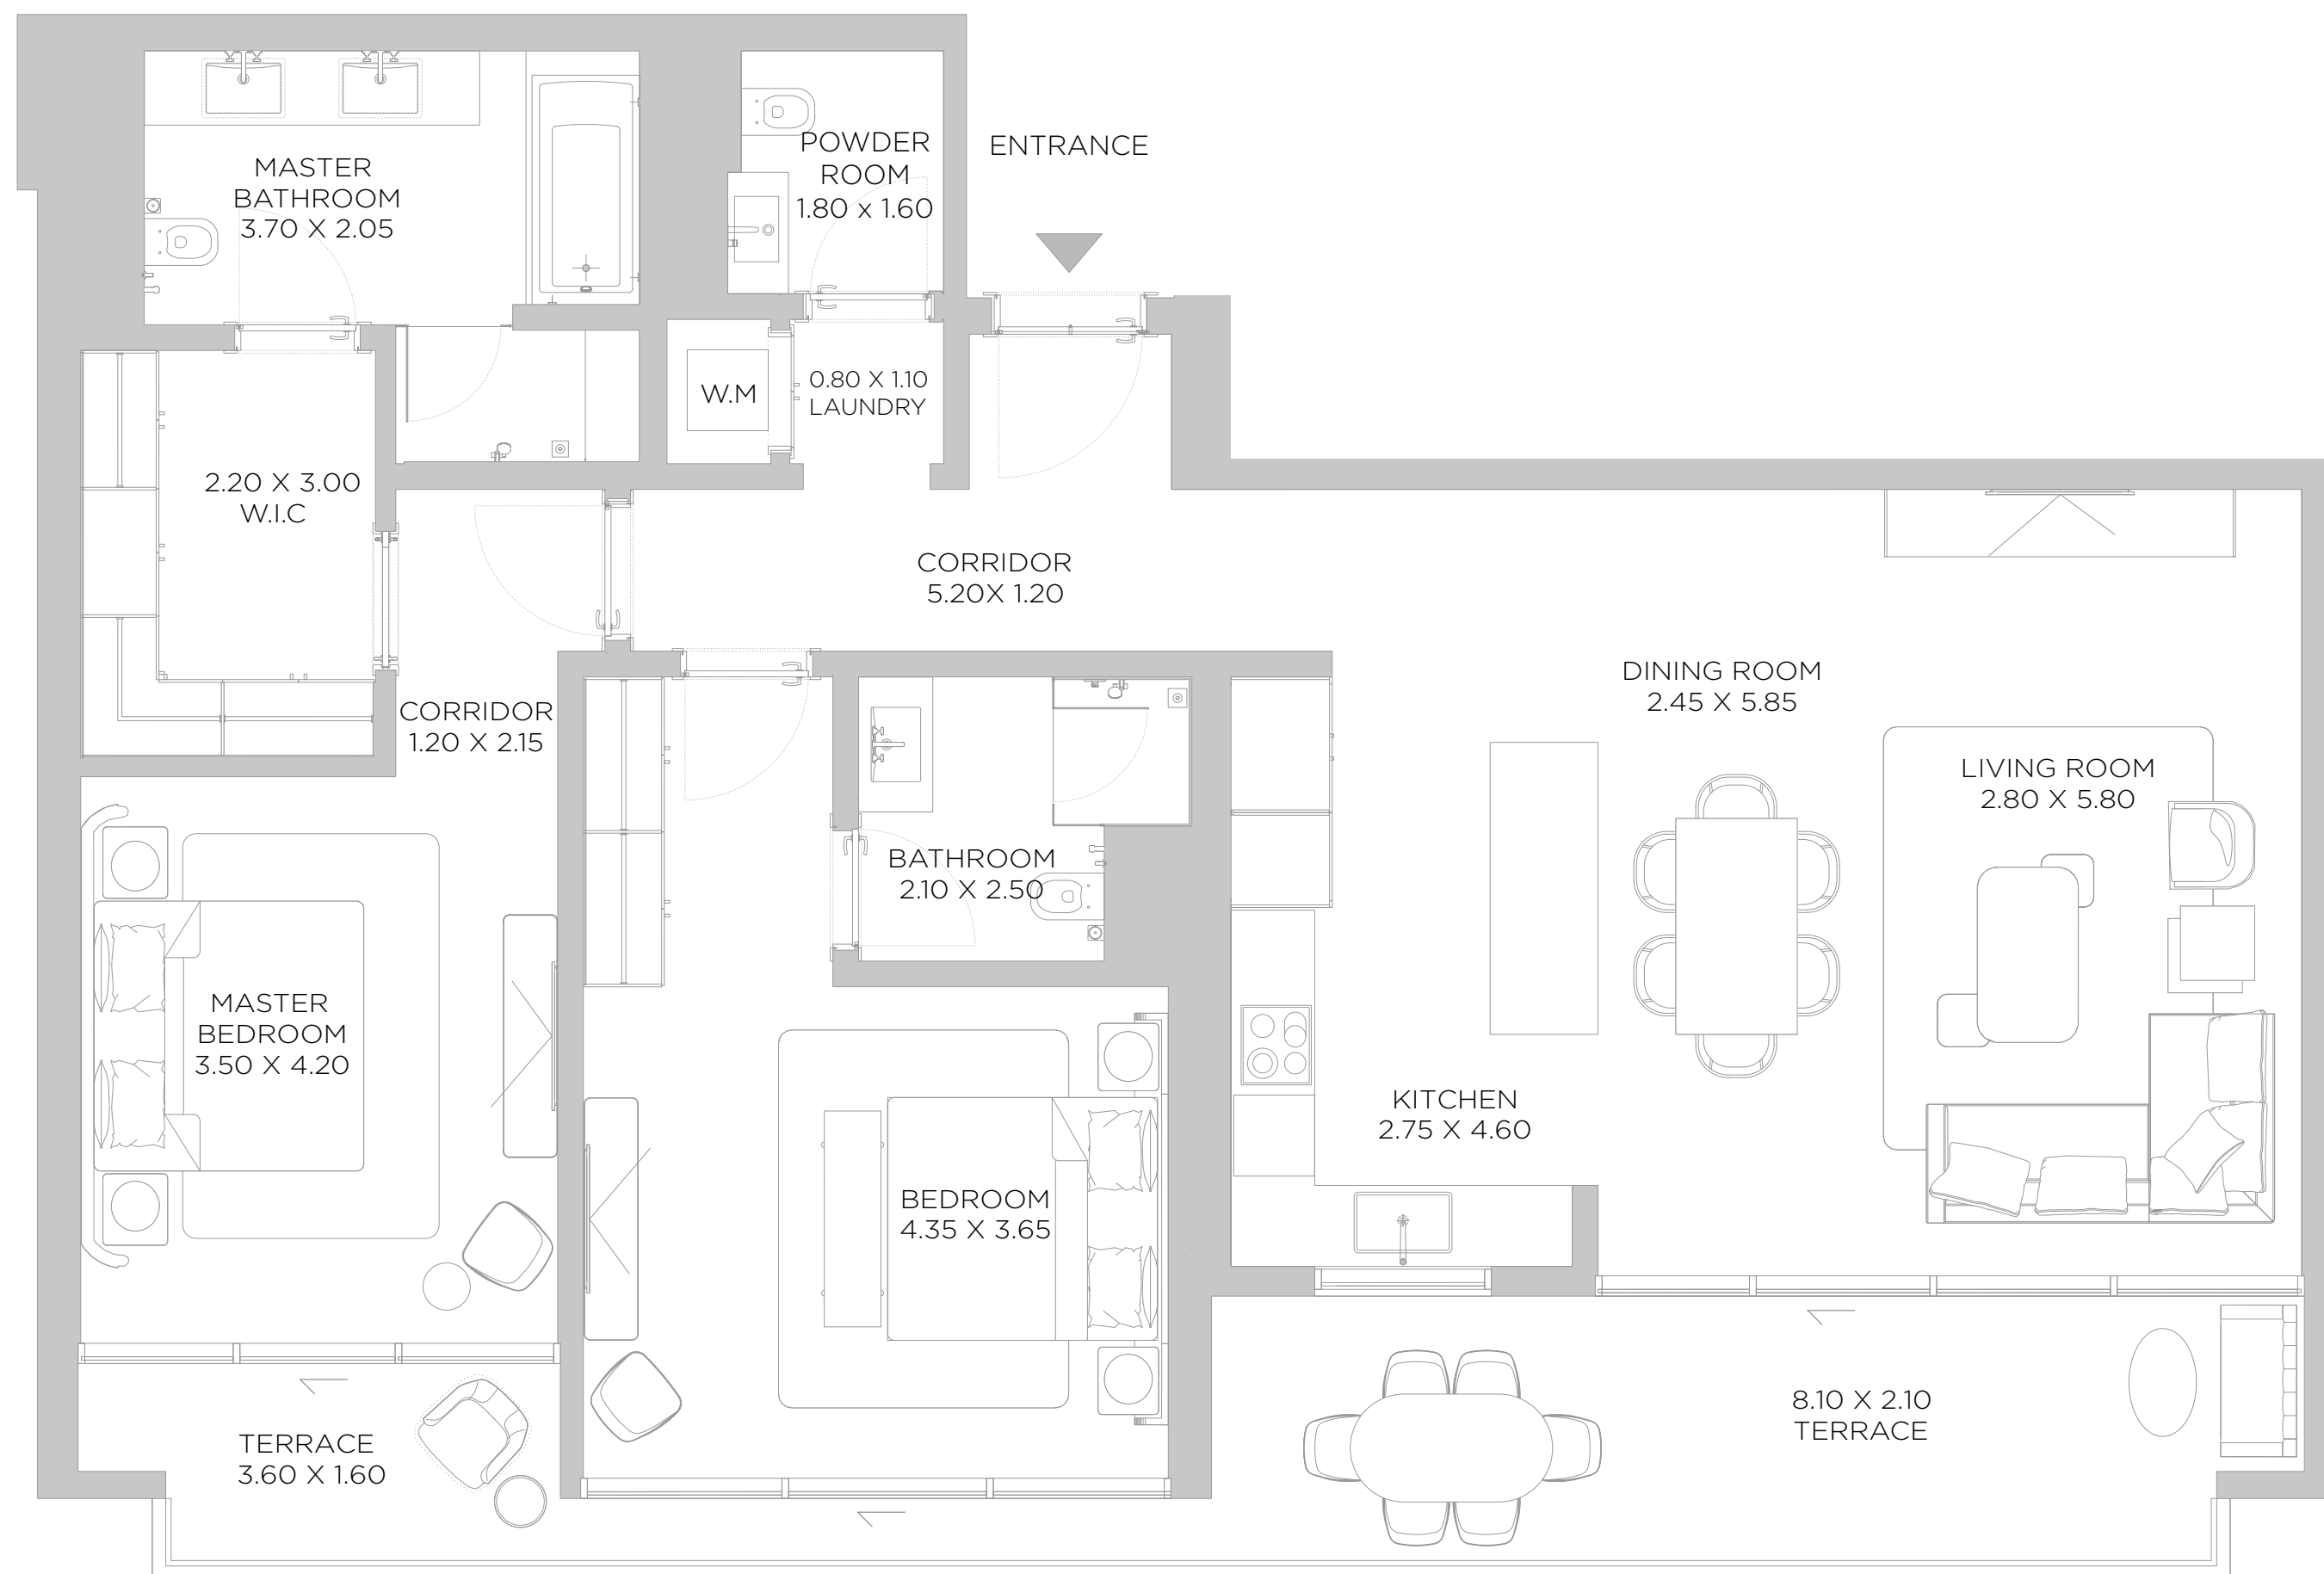 MASTER
BATHROOM
3.70 X 2.05
POWDER
ROOM
1.80 x 1.60
ENTRANCE
W.M
0.80 X 1.10
LAUNDRY
2.20 X 3.00
W.I.C
CORRIDOR
5.20X 1.20
CORRIDOR
1.20 X 2.15
DINING ROOM
2.45 X 5.85
LIVING ROOM
2.80 X 5.80
BATHROOM
2.10 X 2.50
MASTER
BEDROOM
3.50 X 4.20
KITCHEN
2.75 X 4.60
BEDROOM
4.35 X 3.65
TERRACE
3.60 X 1.60
8.10 X 2.10
TERRACE